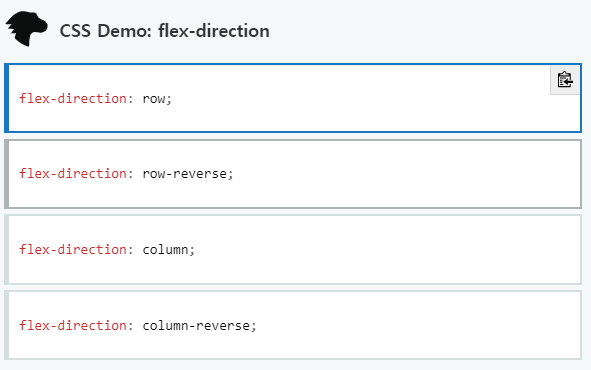 CSS Demo: flex-direction
flex-direction: row;
flex-direction: row-reverse;
flex-direction: column;
flex-direction: column-reverse;